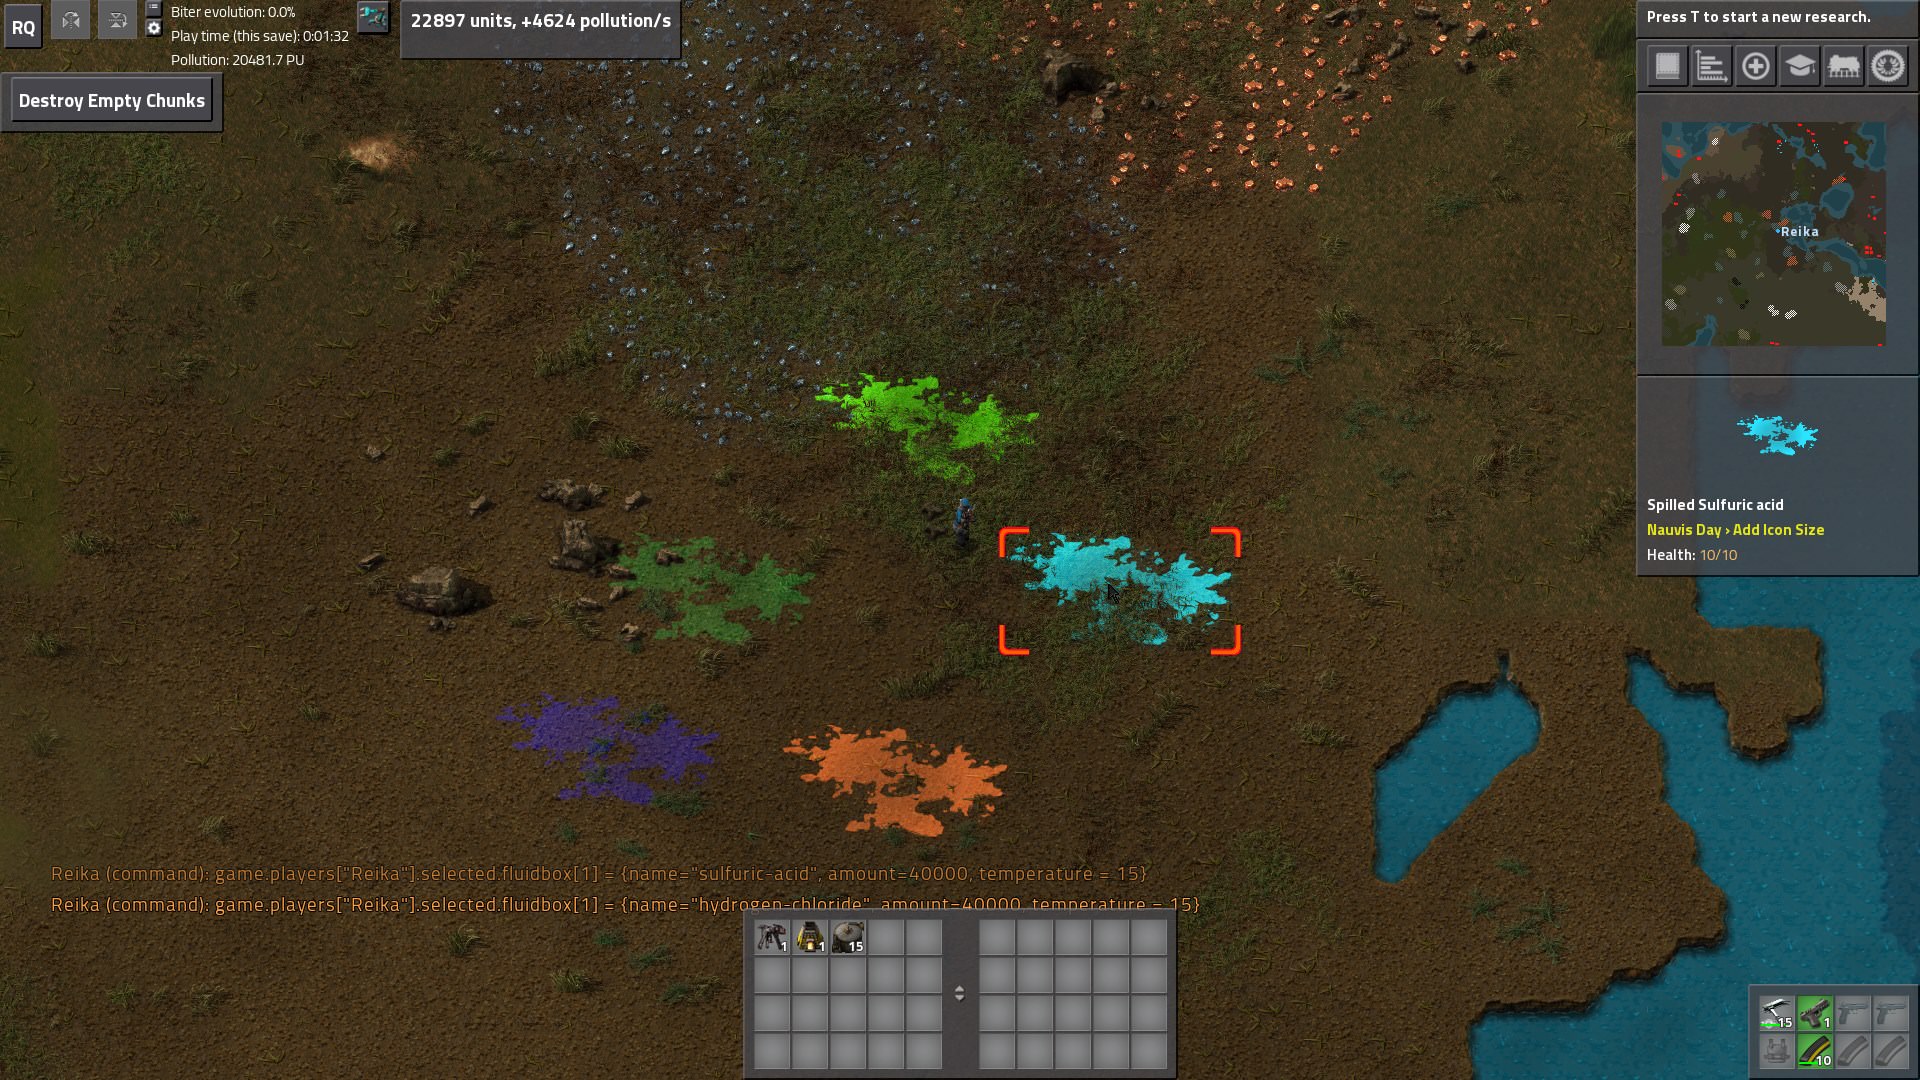 RQ
Biter evolution: 0.0%
Play time (this save): 0:01:32
Pollution: 20481.7 PU
22897 units, +4624 pollution/s
Destroy Empty Chunks
Press T to start a new research.
Reika
Spilled Sulfuric acid
Nauvis Day › Add Icon Size
Health: 10/10
Reika (command): game.players["Reika"].selected.fluidbox[1] = {name="sulfuric-acid", amount=40000, temperature = 15}
Reika (command): game.players["Reika"].selected.fluidbox[1] = {name="hydrogen-chloride", amount=40000, temperature = 15}
1 1 15
15 1
10